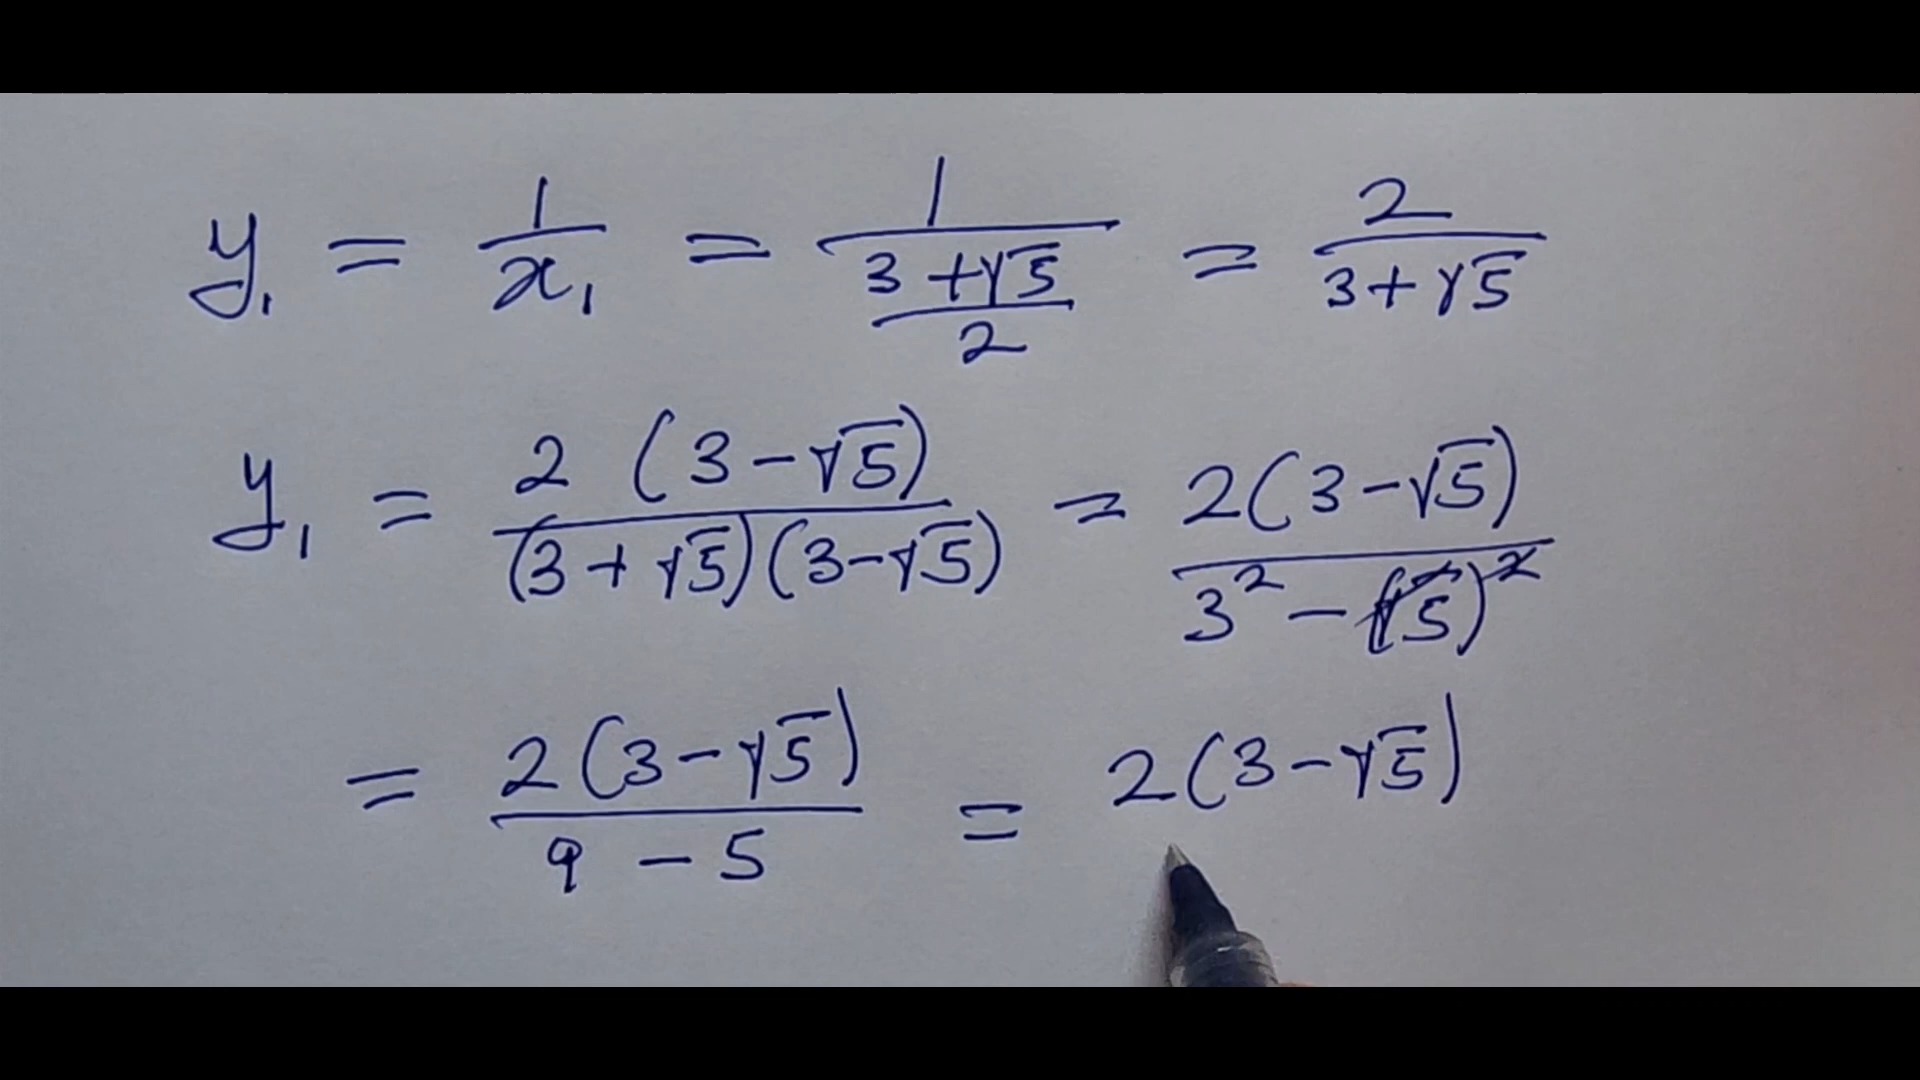 y₁ = 1/x₁ = 1/((3+√5)/2) = 2/(3+√5)
y₁ = 2 (3-√5)/((3+√5)(3-√5)) = 2(3-√5)/(3²-(√5)²)
= 2(3-√5)/(9-5) = 2(3-√5)